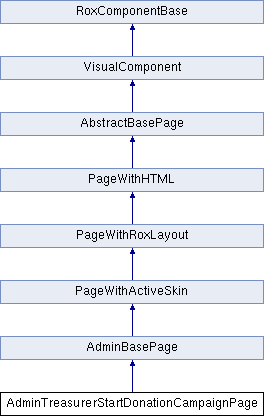 RoxComponentBase
VisualComponent
AbstractBasePage
PageWithHTML
PageWithRoxLayout
PageWithActiveSkin
AdminBasePage
AdminTreasurerStartDonationCampaignPage